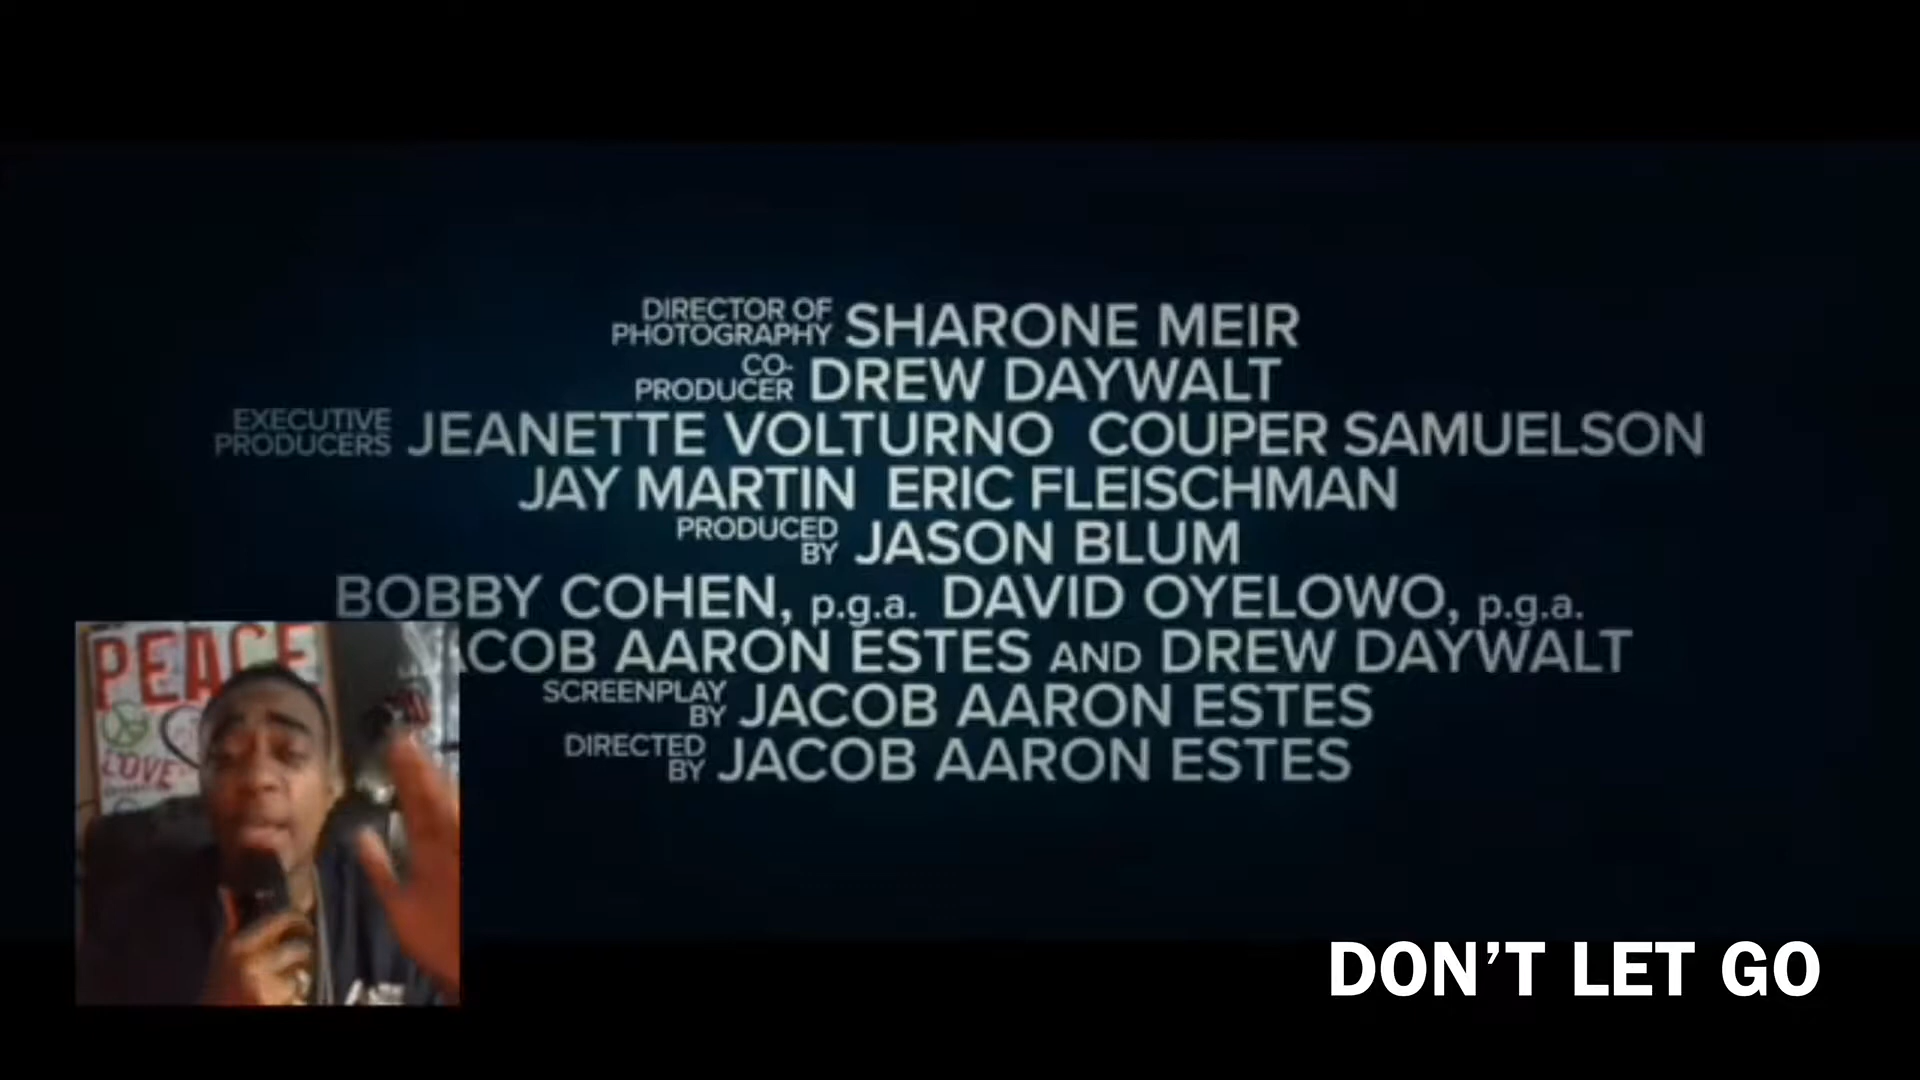 DIRECTOR OF
PHOTOGRAPHY SHARONE MEIR
CO-
PRODUCER DREW DAYWALT
EXECUTIVE
PRODUCERS JEANETTE VOLTURNO COUPER SAMUELSON
JAY MARTIN ERIC FLEISCHMAN
PRODUCED
BY JASON BLUM
BOBBY COHEN, p.g.a. DAVID OYELOWO, p.g.a.
ACOB AARON ESTES AND DREW DAYWALT
SCREENPLAY
BY JACOB AARON ESTES
DIRECTED
BY JACOB AARON ESTES
PEACE
LOVE
DON'T LET GO